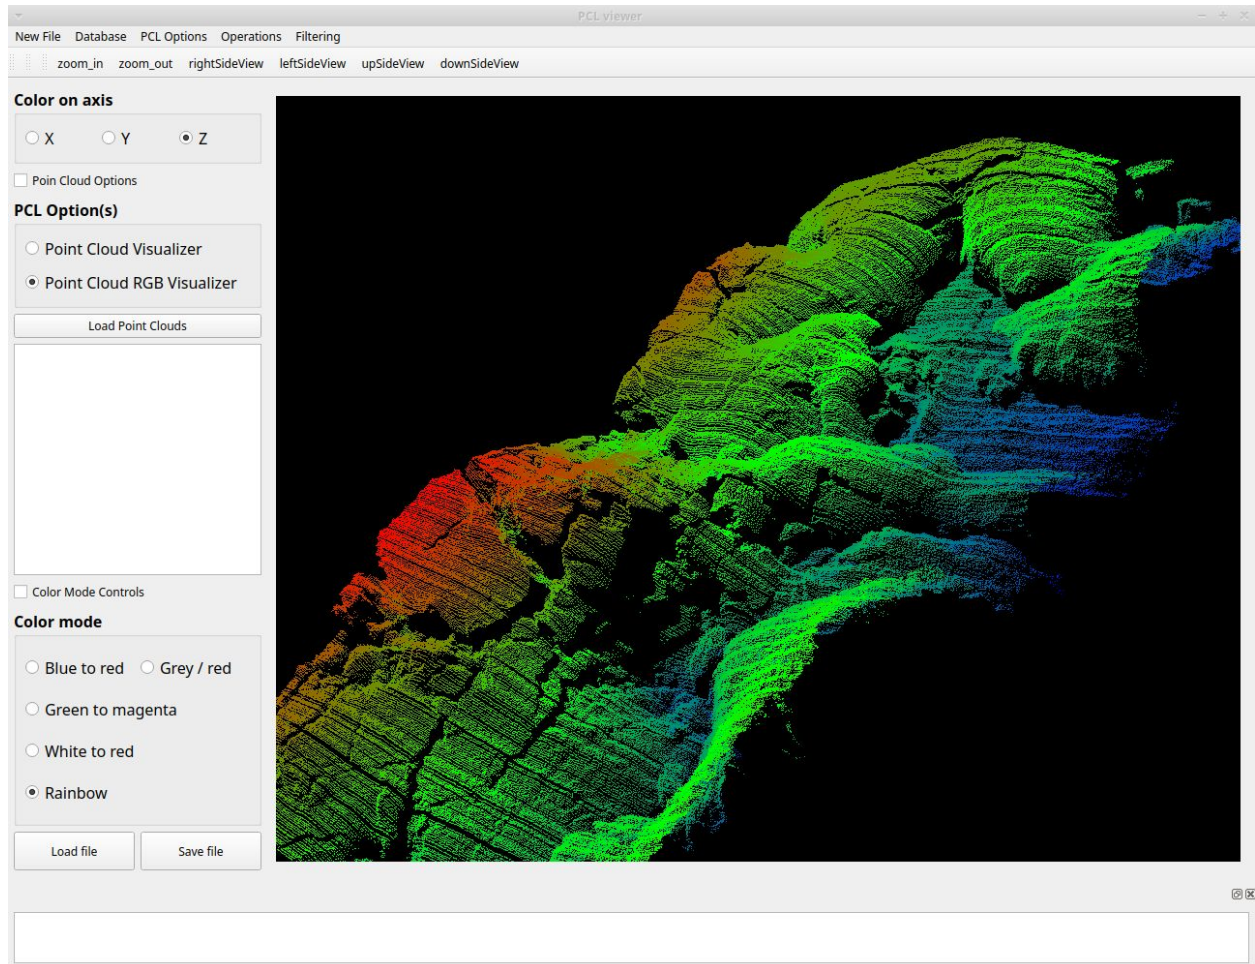 PCL viewer
New File Database PCL Options Operations Filtering
zoom_in zoom_out rightSideView leftSideView upSideView downSideView
Color on axis
X Y Z
Poin Cloud Options
PCL Option(s)
Point Cloud Visualizer
Point Cloud RGB Visualizer
Load Point Clouds
Color Mode Controls
Color mode
Blue to red Grey / red
Green to magenta
White to red
Rainbow
Load file Save file